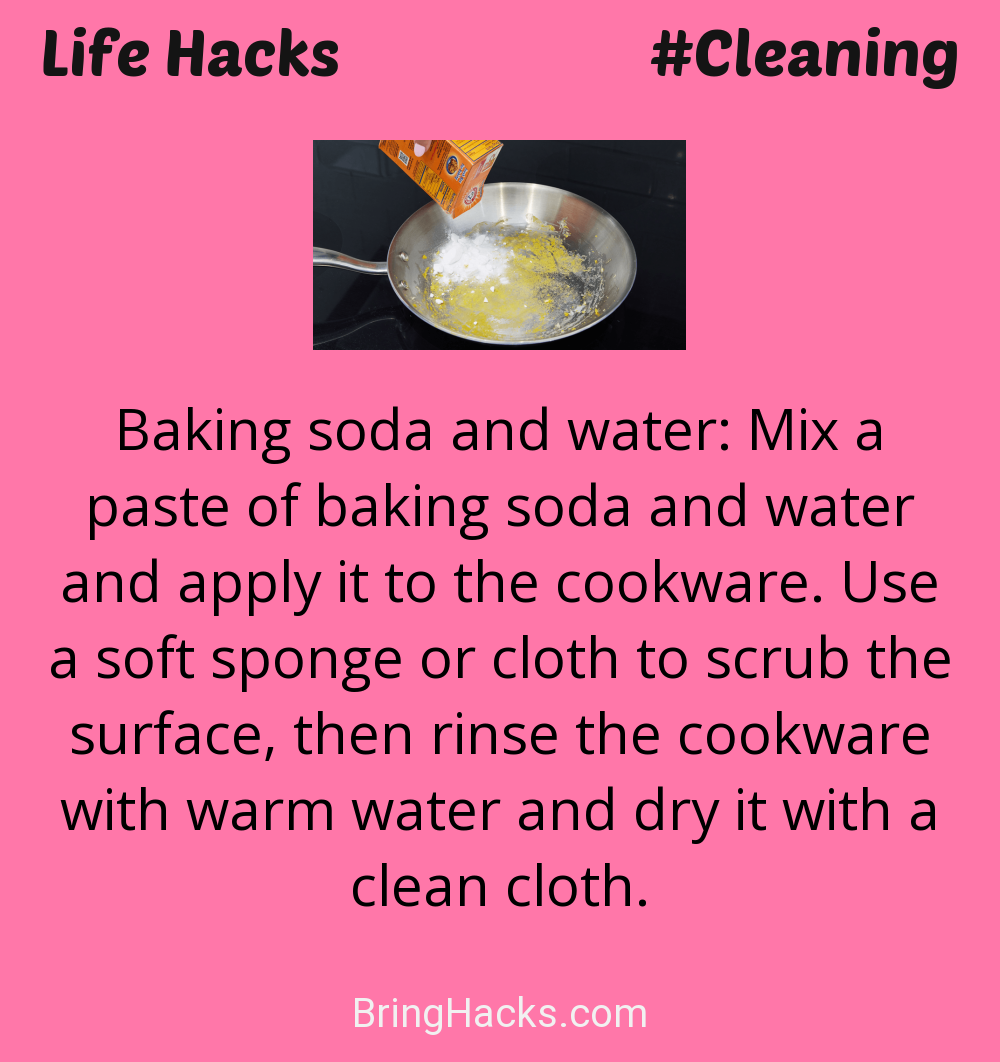 Life Hacks #Cleaning
Baking soda and water: Mix a
paste of baking soda and water
and apply it to the cookware. Use
a soft sponge or cloth to scrub the
surface, then rinse the cookware
with warm water and dry it with a
clean cloth.
BringHacks.com